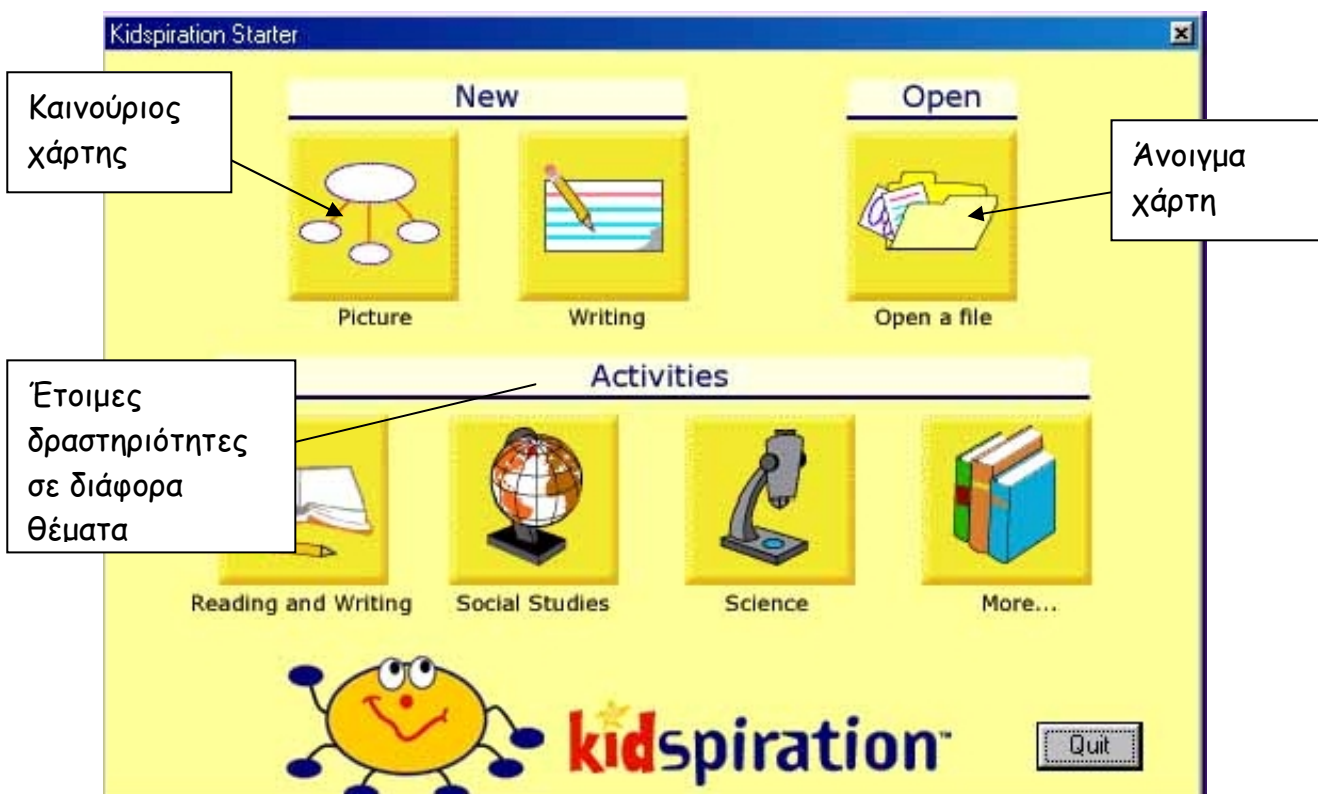 Kidspiration Starter
Καινούριος
χάρτης
New
Open
Άνοιγμα
χάρτη
Picture
Writing
Open a file
Έτοιμες
δραστηριότητες
σε διάφορα
θέματα
Activities
Reading and Writing
Social Studies
Science
More...
kidspiration™
Quit